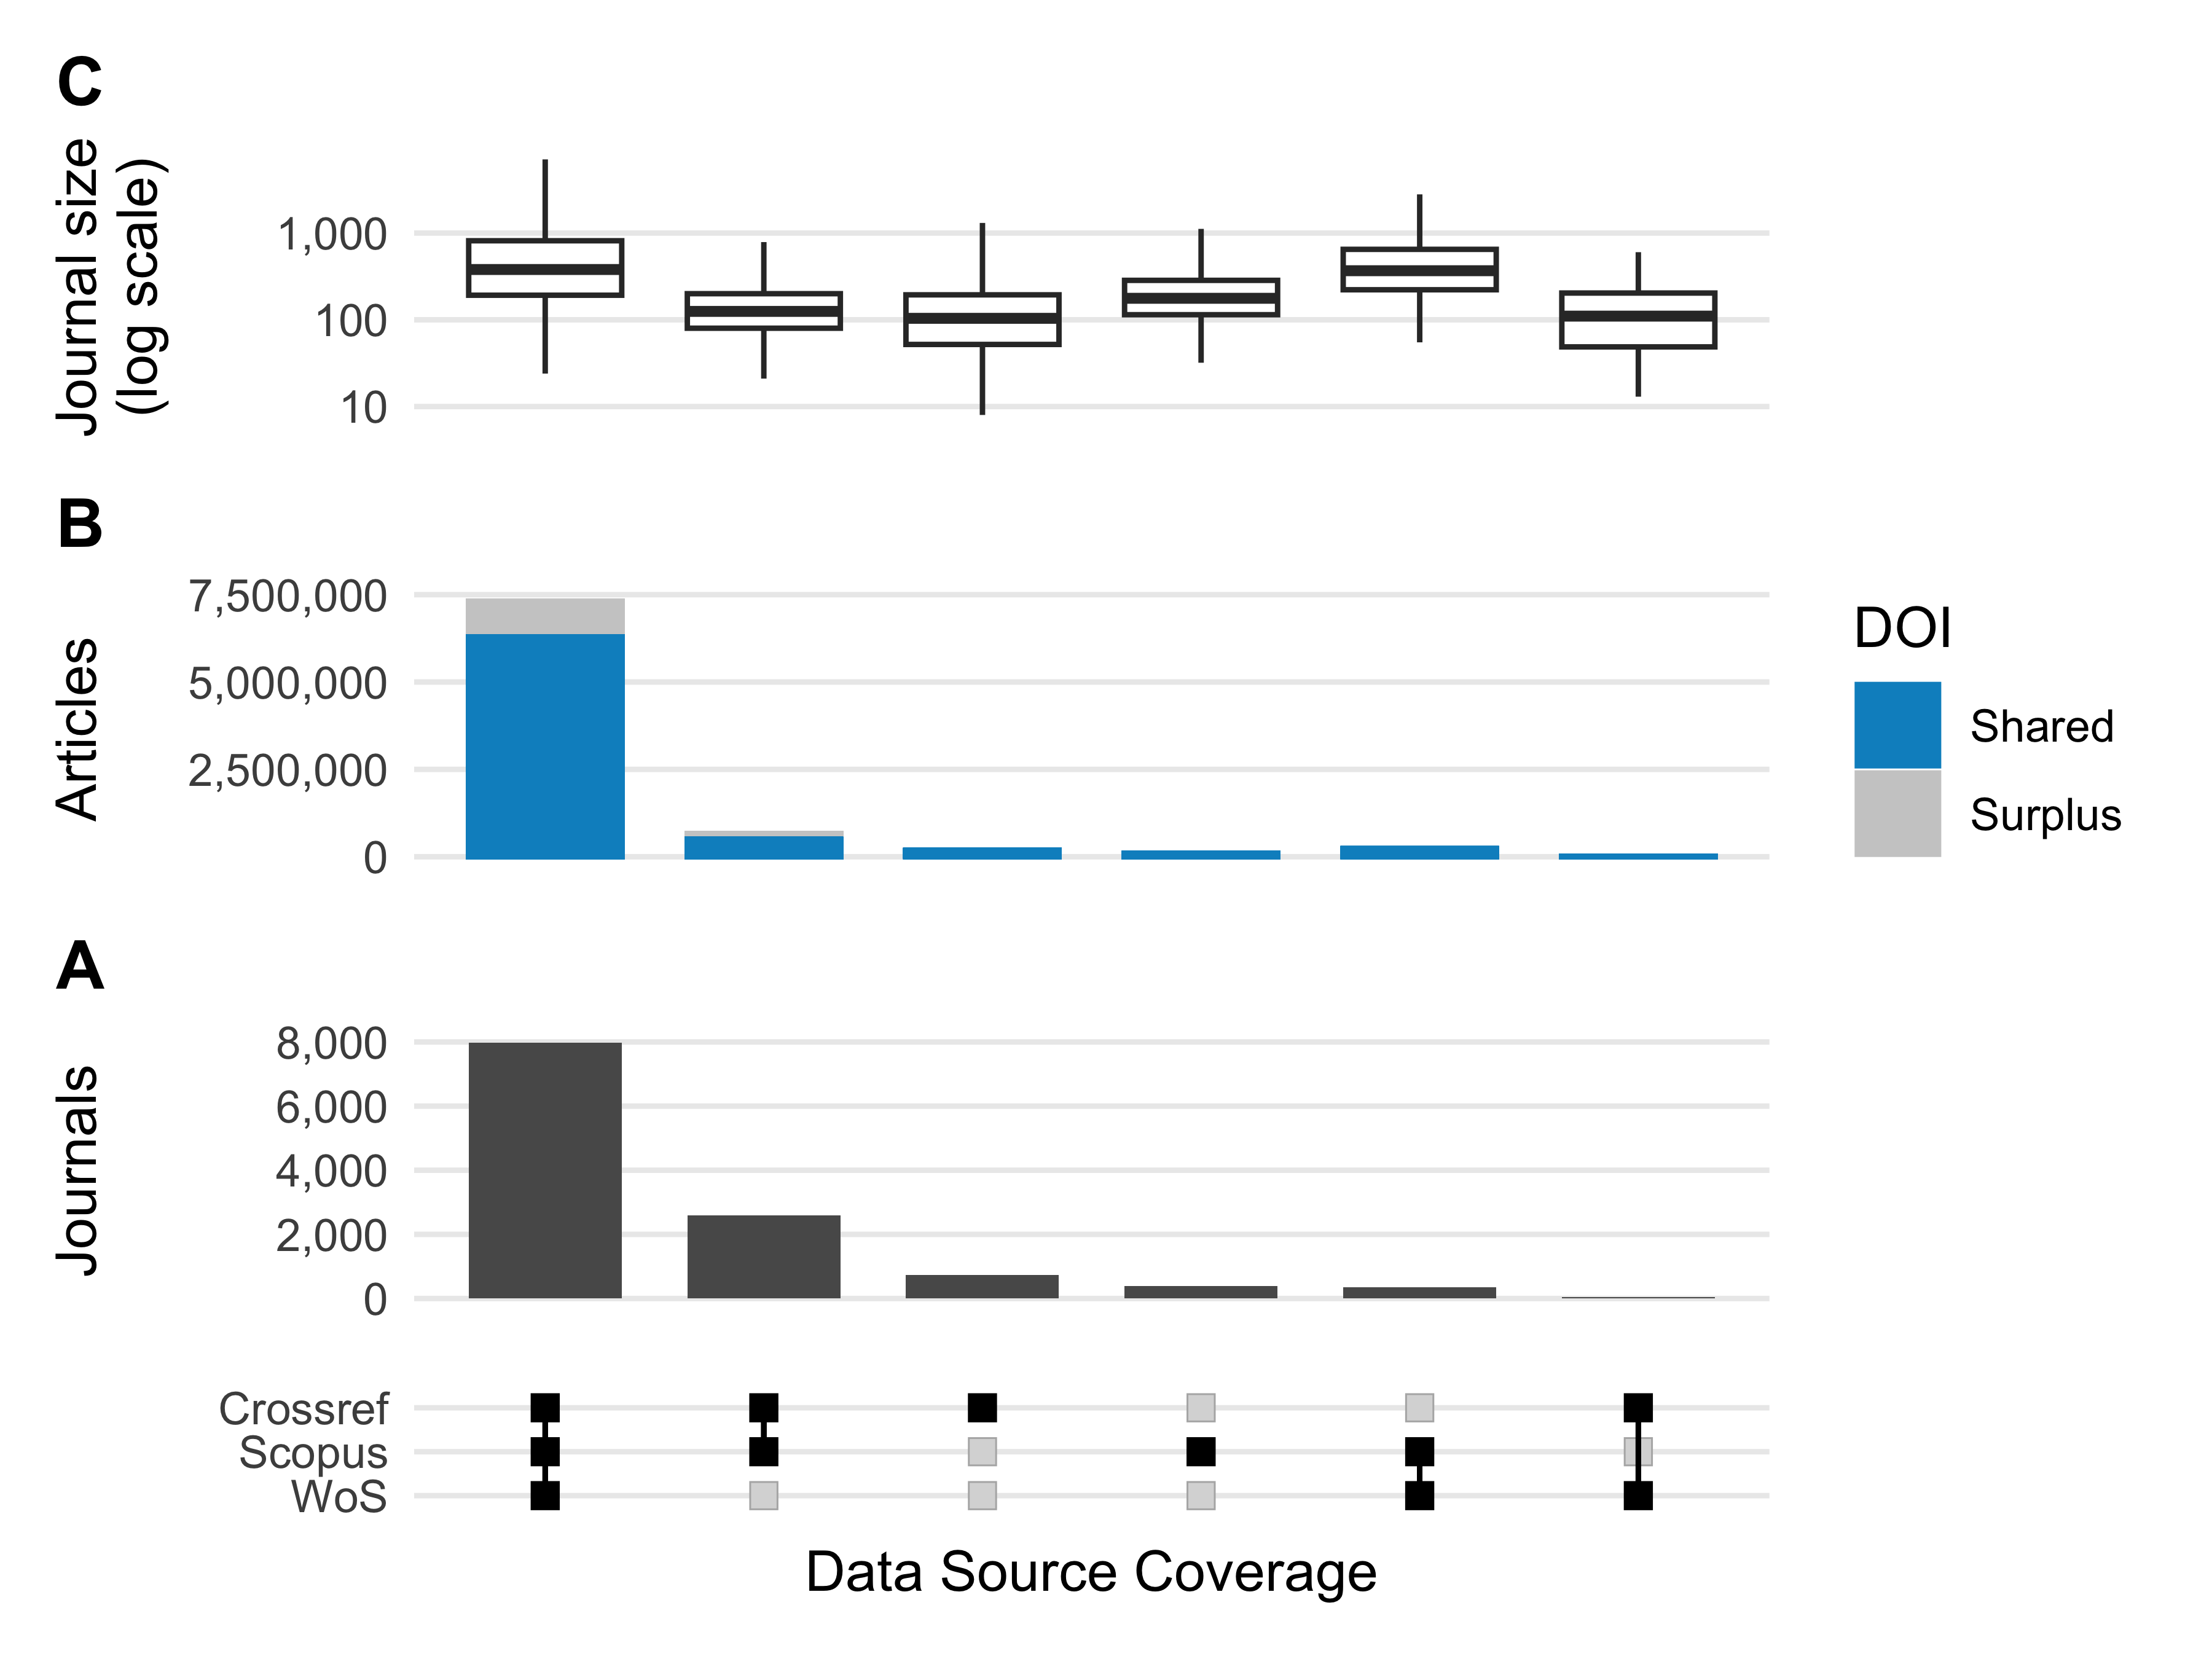 C
Journal size
(log scale)
1,000
100
10
B
Articles
7,500,000
5,000,000
2,500,000
0
DOI
Shared
Surplus
A
Journals
8,000
6,000
4,000
2,000
0
Crossref
Scopus
WoS
Data Source Coverage